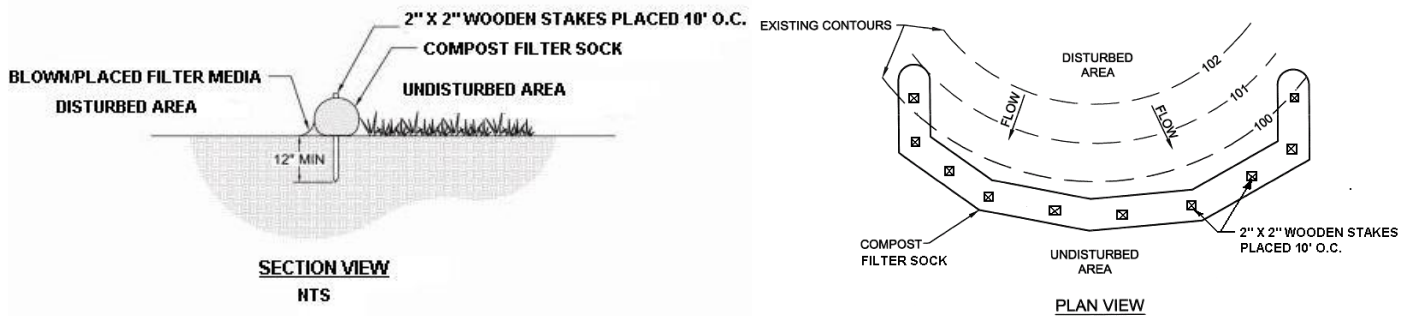 2" X 2" WOODEN STAKES PLACED 10' O.C.
COMPOST FILTER SOCK
BLOWN/PLACED FILTER MEDIA
DISTURBED AREA
UNDISTURBED AREA
12" MIN
SECTION VIEW
NTS
EXISTING CONTOURS
DISTURBED
AREA
102
101
100
FLOW
FLOW
COMPOST
FILTER SOCK
UNDISTURBED
AREA
2" X 2" WOODEN STAKES
PLACED 10' O.C.
PLAN VIEW